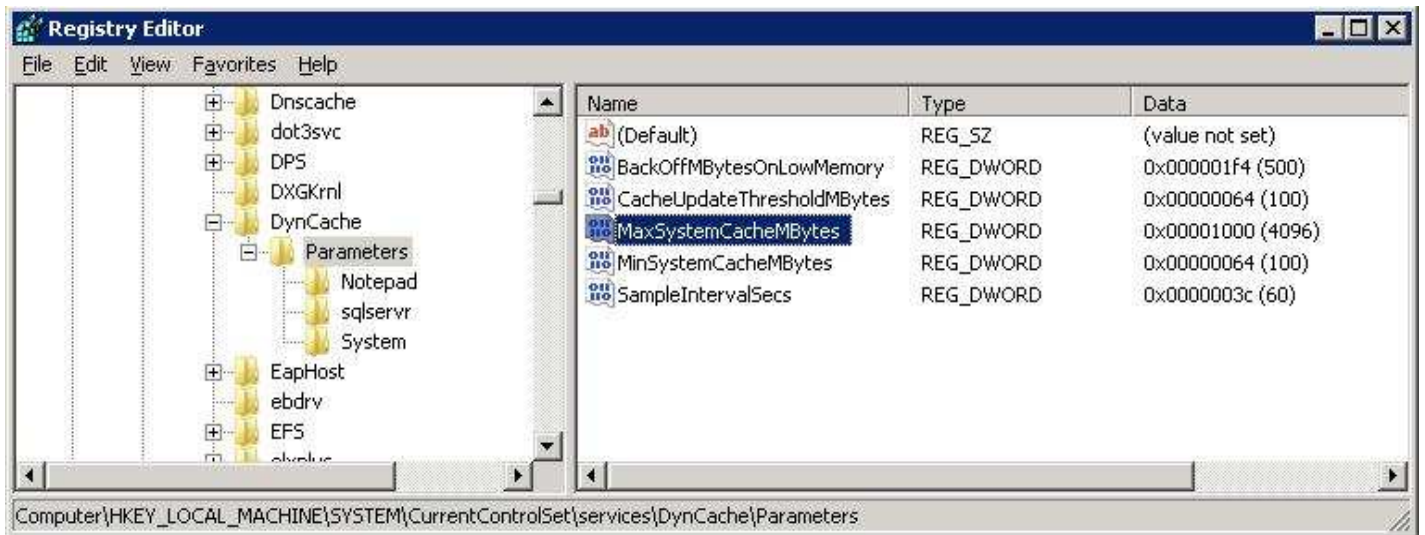 Registry Editor
File Edit View Favorites Help
Dnscache
dot3svc
DPS
DXGKrnl
DynCache
Parameters
Notepad
sqlservr
System
EapHost
ebdrv
EFS
Name Type Data
ab (Default) REG_SZ (value not set)
BackOffMBytesOnLowMemory REG_DWORD 0x000001f4 (500)
CacheUpdateThresholdMBytes REG_DWORD 0x00000064 (100)
MaxSystemCacheMBytes REG_DWORD 0x00001000 (4096)
MinSystemCacheMBytes REG_DWORD 0x00000064 (100)
SampleIntervalSecs REG_DWORD 0x0000003c (60)
Computer\HKEY_LOCAL_MACHINE\SYSTEM\CurrentControlSet\services\DynCache\Parameters